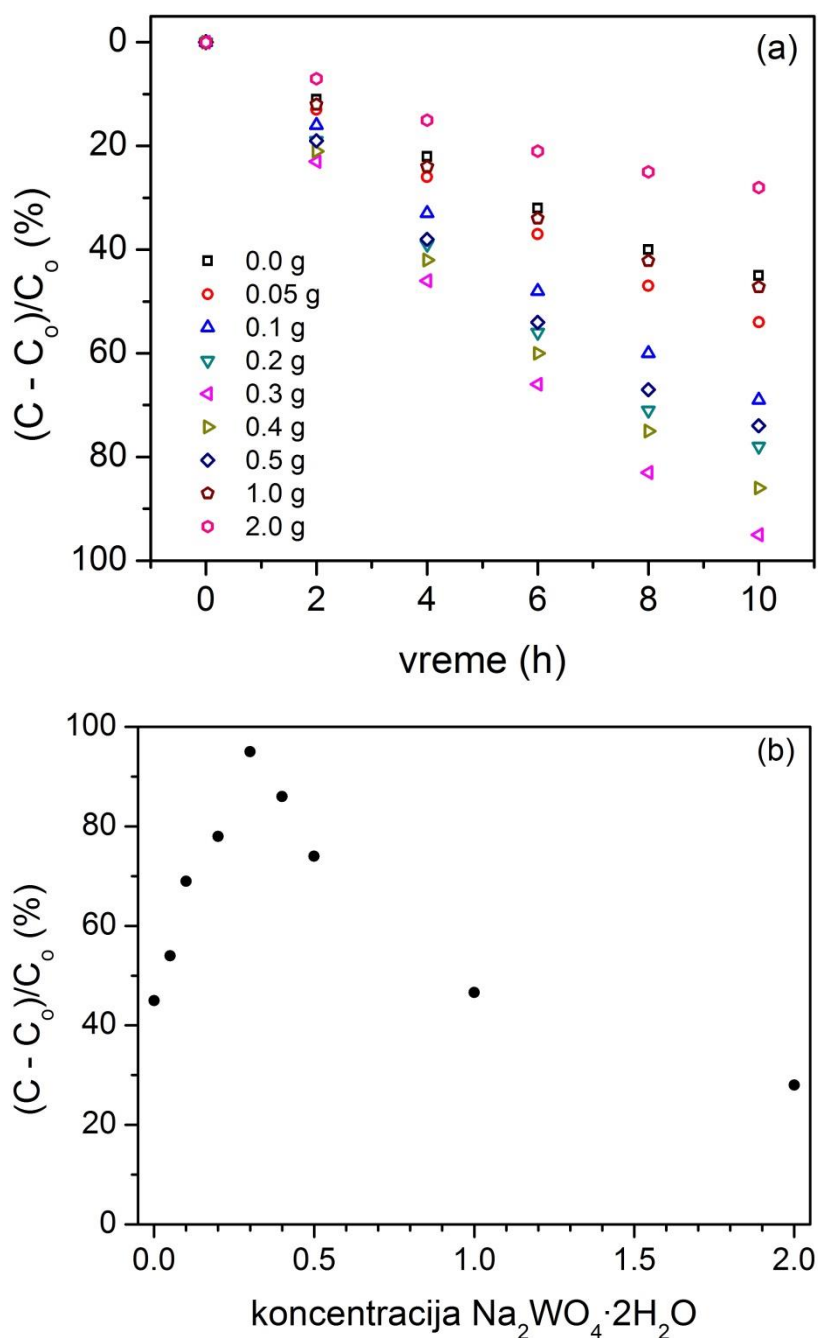 (a)
0
20
40
60
80
100
(C - Cₒ)/Cₒ (%)
0.0 g
0.05 g
0.1 g
0.2 g
0.3 g
0.4 g
0.5 g
1.0 g
2.0 g
0 2 4 6 8 10
vreme (h)
(b)
100
80
60
40
20
0
(C - Cₒ)/Cₒ (%)
0.0 0.5 1.0 1.5 2.0
koncentracija Na₂WO₄·2H₂O